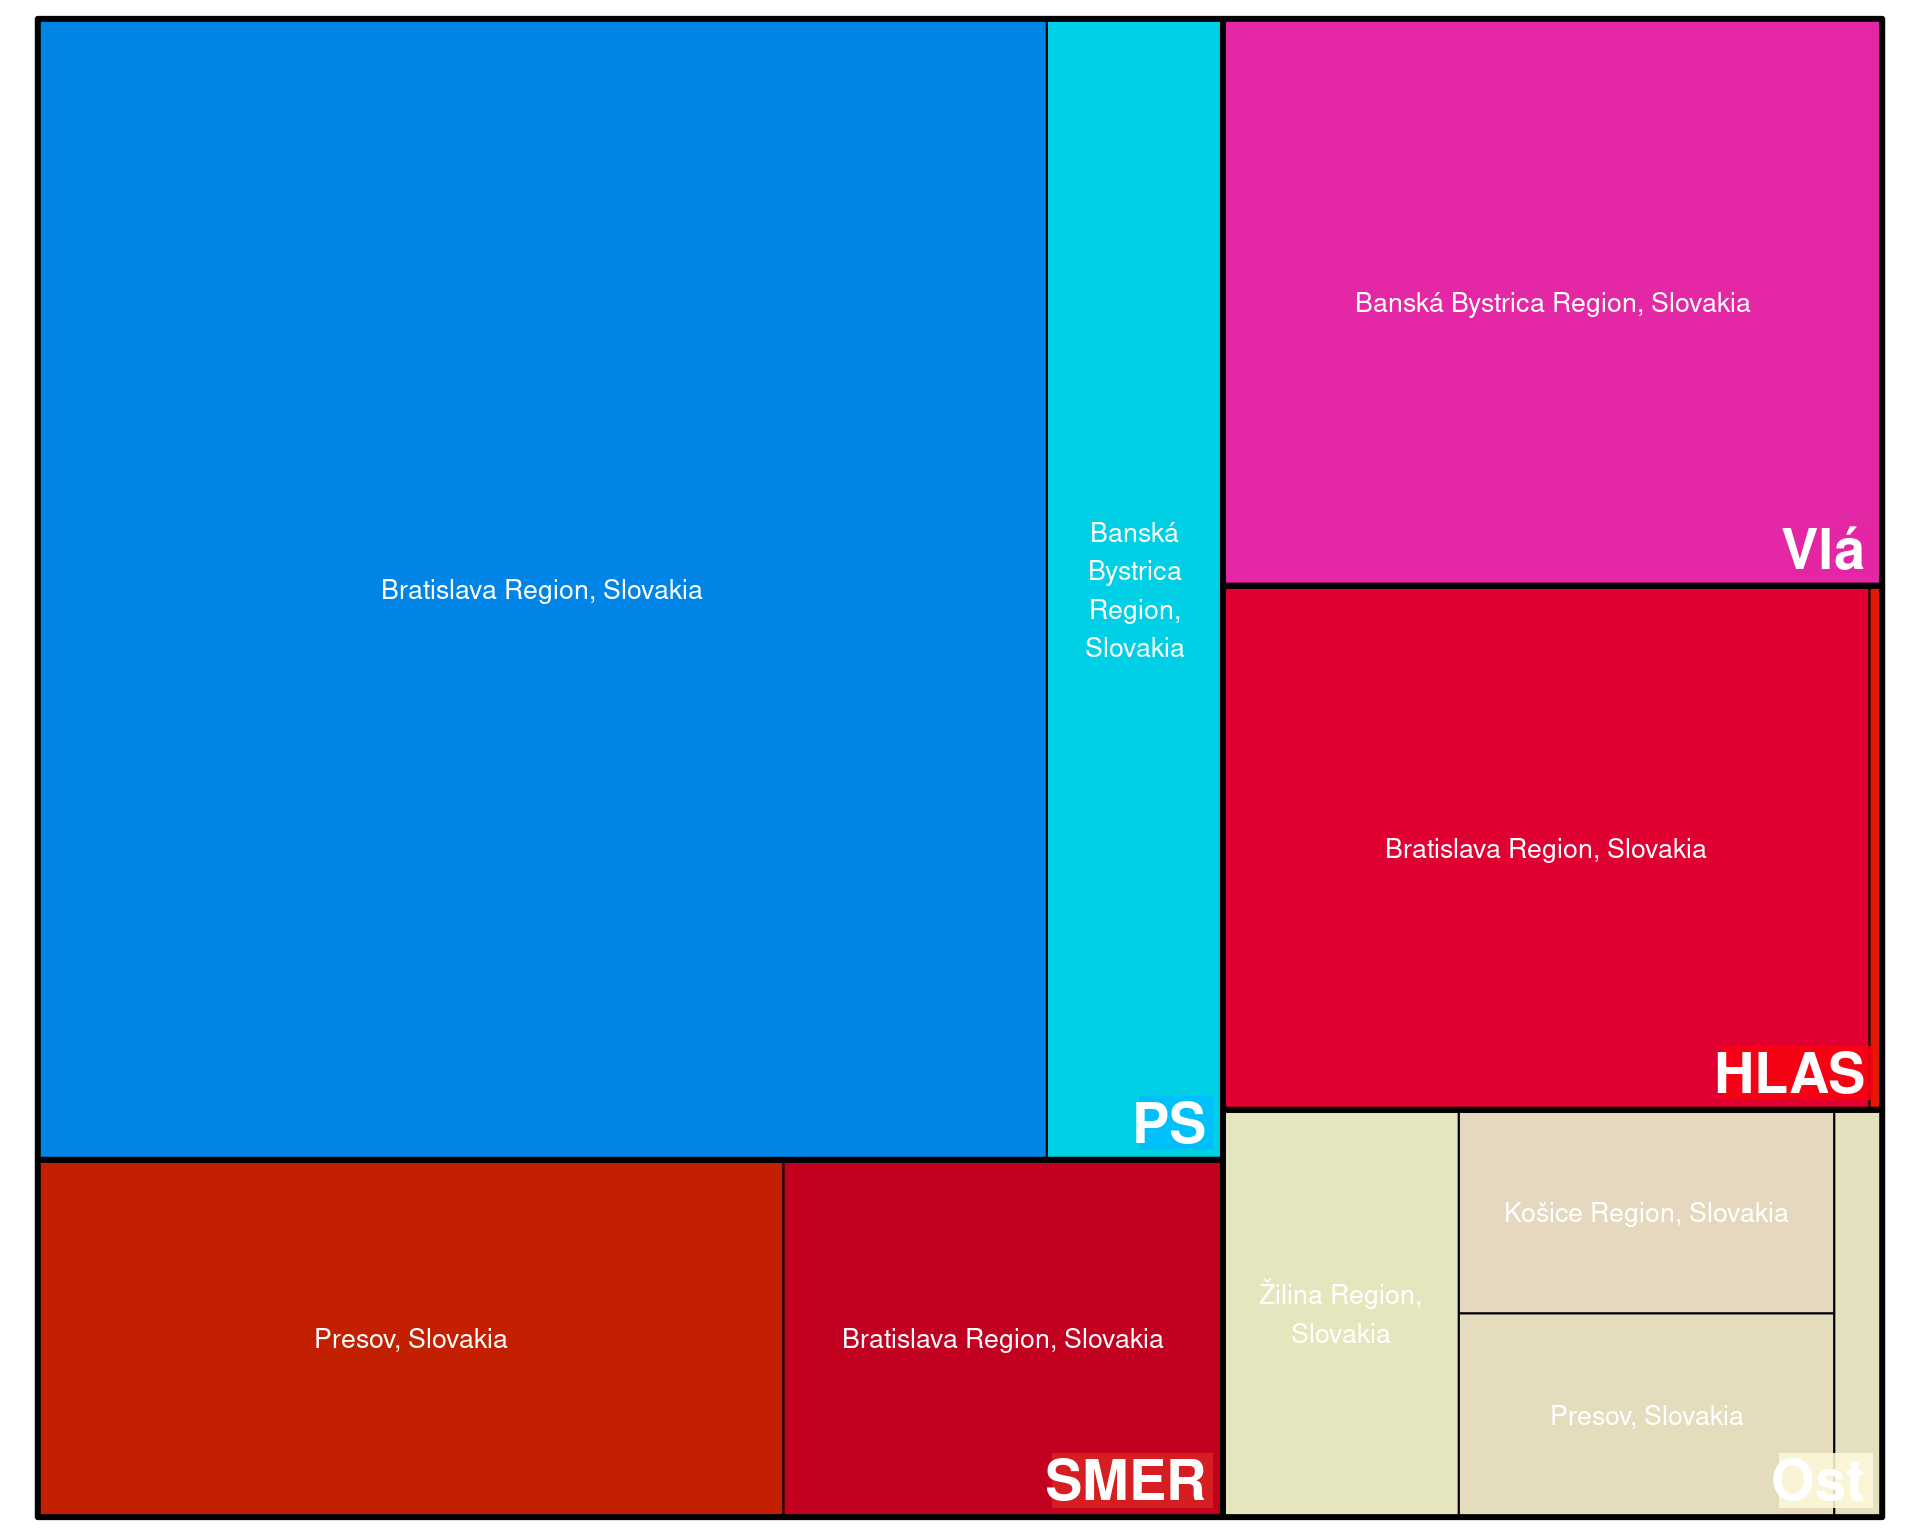 Bratislava Region, Slovakia
Banská
Bystrica
Region,
Slovakia
PS
Banská Bystrica Region, Slovakia
Vlá
Bratislava Region, Slovakia
HLAS
Presov, Slovakia
Bratislava Region, Slovakia
SMER
Žilina Region,
Slovakia
Košice Region, Slovakia
Presov, Slovakia
Ost